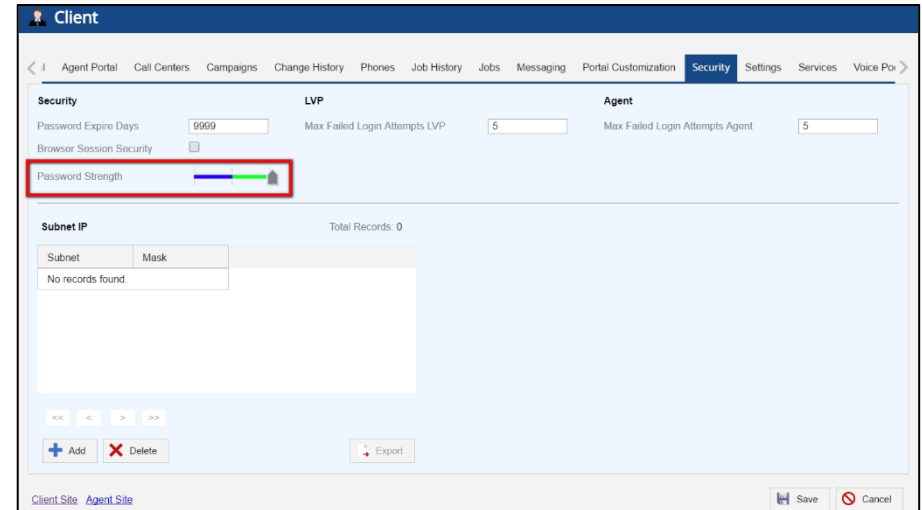 Client
Agent Portal Call Centers Campaigns Change History Phones Job History Jobs Messaging Portal Customization Security Settings Services Voice Por
Security LVP Agent
Password Expire Days 9999 Max Failed Login Attempts LVP 5 Max Failed Login Attempts Agent 5
Browser Session Security
Password Strength
Subnet IP Total Records: 0
Subnet Mask
No records found.
<< < > >>
Add Delete Export
Client Site Agent Site Save Cancel